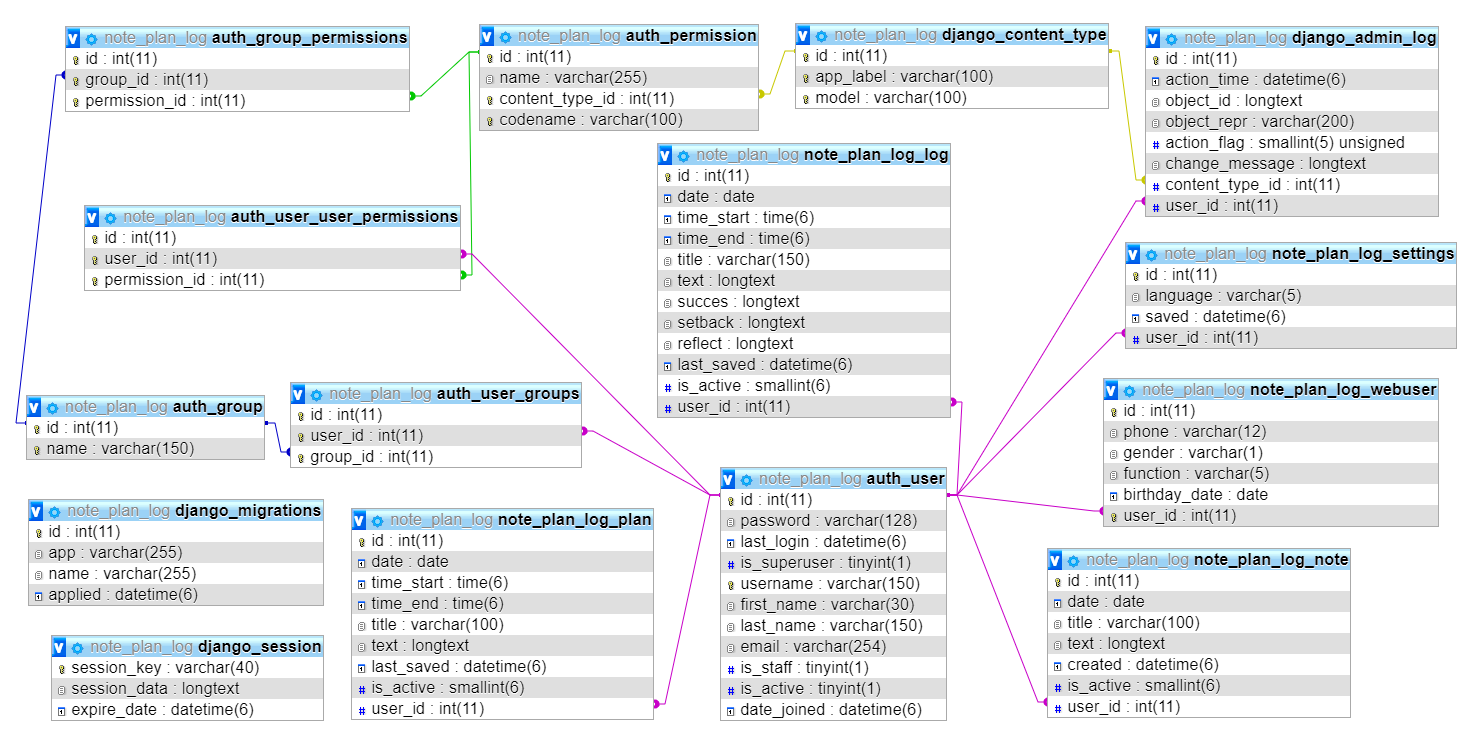 note_plan_log auth_group_permissions
id : int(11)
group_id : int(11)
permission_id : int(11)
note_plan_log auth_permission
id : int(11)
name : varchar(255)
content_type_id : int(11)
codename : varchar(100)
note_plan_log django_content_type
id : int(11)
app_label : varchar(100)
model : varchar(100)
note_plan_log django_admin_log
id : int(11)
action_time : datetime(6)
object_id : longtext
object_repr : varchar(200)
action_flag : smallint(5) unsigned
change_message : longtext
content_type_id : int(11)
user_id : int(11)
note_plan_log note_plan_log_log
id : int(11)
date : date
time_start : time(6)
time_end : time(6)
title : varchar(150)
text : longtext
succes : longtext
setback : longtext
reflect : longtext
last_saved : datetime(6)
is_active : smallint(6)
user_id : int(11)
note_plan_log auth_user_user_permissions
id : int(11)
user_id : int(11)
permission_id : int(11)
note_plan_log note_plan_log_settings
id : int(11)
language : varchar(5)
saved : datetime(6)
user_id : int(11)
note_plan_log auth_group
id : int(11)
name : varchar(150)
note_plan_log auth_user_groups
id : int(11)
user_id : int(11)
group_id : int(11)
note_plan_log note_plan_log_webuser
id : int(11)
phone : varchar(12)
gender : varchar(1)
function : varchar(5)
birthday_date : date
user_id : int(11)
note_plan_log django_migrations
id : int(11)
app : varchar(255)
name : varchar(255)
applied : datetime(6)
note_plan_log note_plan_log_plan
id : int(11)
date : date
time_start : time(6)
time_end : time(6)
title : varchar(100)
text : longtext
last_saved : datetime(6)
is_active : smallint(6)
user_id : int(11)
note_plan_log auth_user
id : int(11)
password : varchar(128)
last_login : datetime(6)
is_superuser : tinyint(1)
username : varchar(150)
first_name : varchar(30)
last_name : varchar(150)
email : varchar(254)
is_staff : tinyint(1)
is_active : tinyint(1)
date_joined : datetime(6)
note_plan_log note_plan_log_note
id : int(11)
date : date
title : varchar(100)
text : longtext
created : datetime(6)
is_active : smallint(6)
user_id : int(11)
note_plan_log django_session
session_key : varchar(40)
session_data : longtext
expire_date : datetime(6)